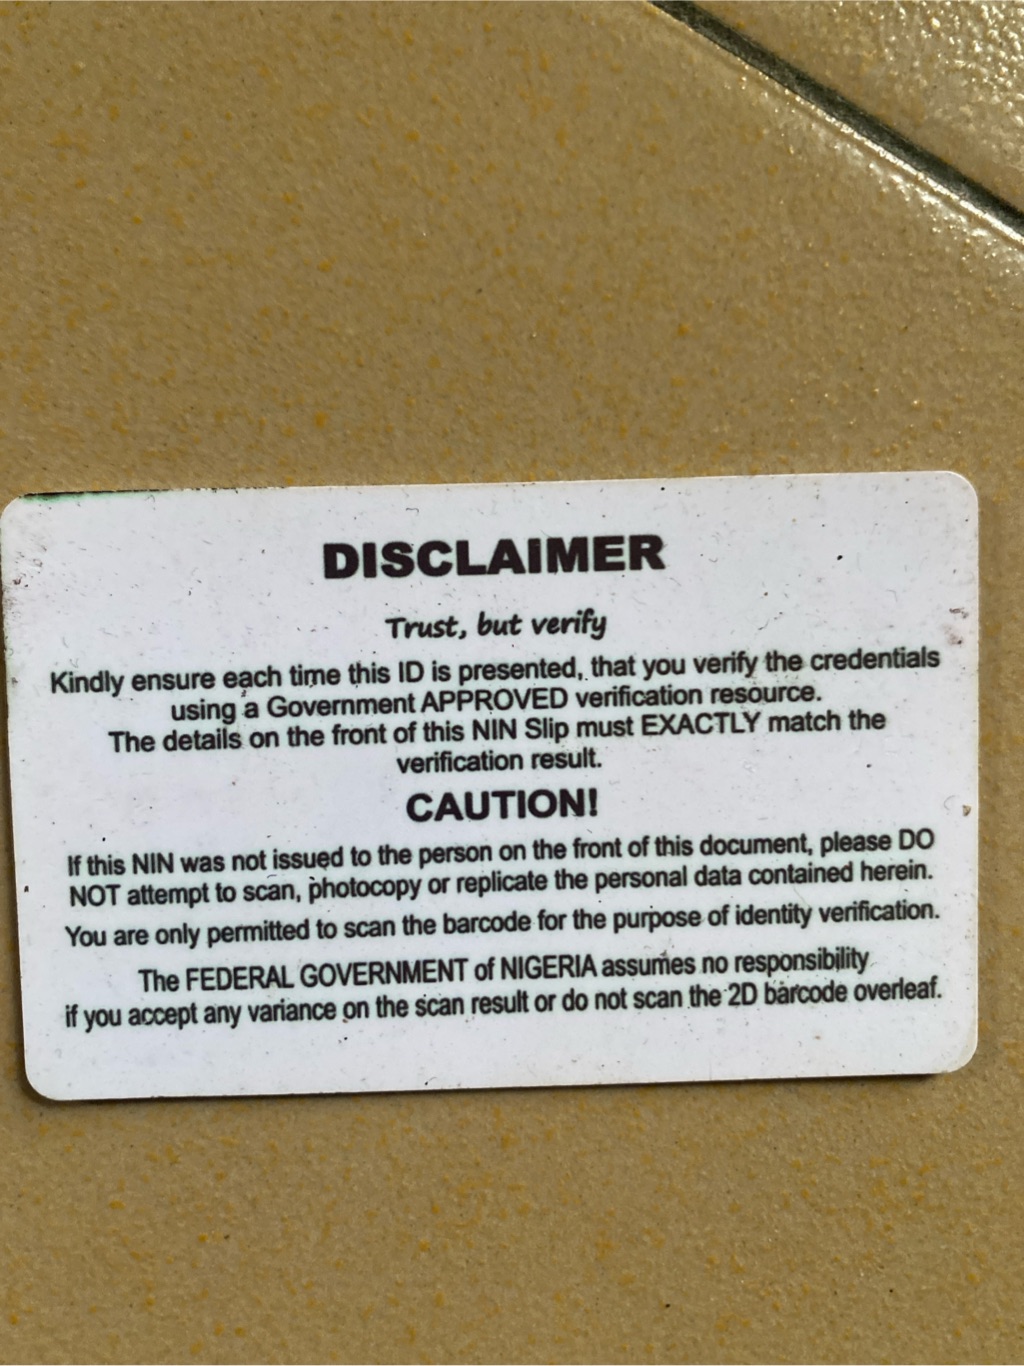 DISCLAIMER
Trust, but verify
Kindly ensure each time this ID is presented, that you verify the credentials
using a Government APPROVED verification resource.
The details on the front of this NIN Slip must EXACTLY match the
verification result.
CAUTION!
If this NIN was not issued to the person on the front of this document, please DO
NOT attempt to scan, photocopy or replicate the personal data contained herein.
You are only permitted to scan the barcode for the purpose of identity verification.
The FEDERAL GOVERNMENT of NIGERIA assumes no responsibility
if you accept any variance on the scan result or do not scan the 2D barcode overleaf.